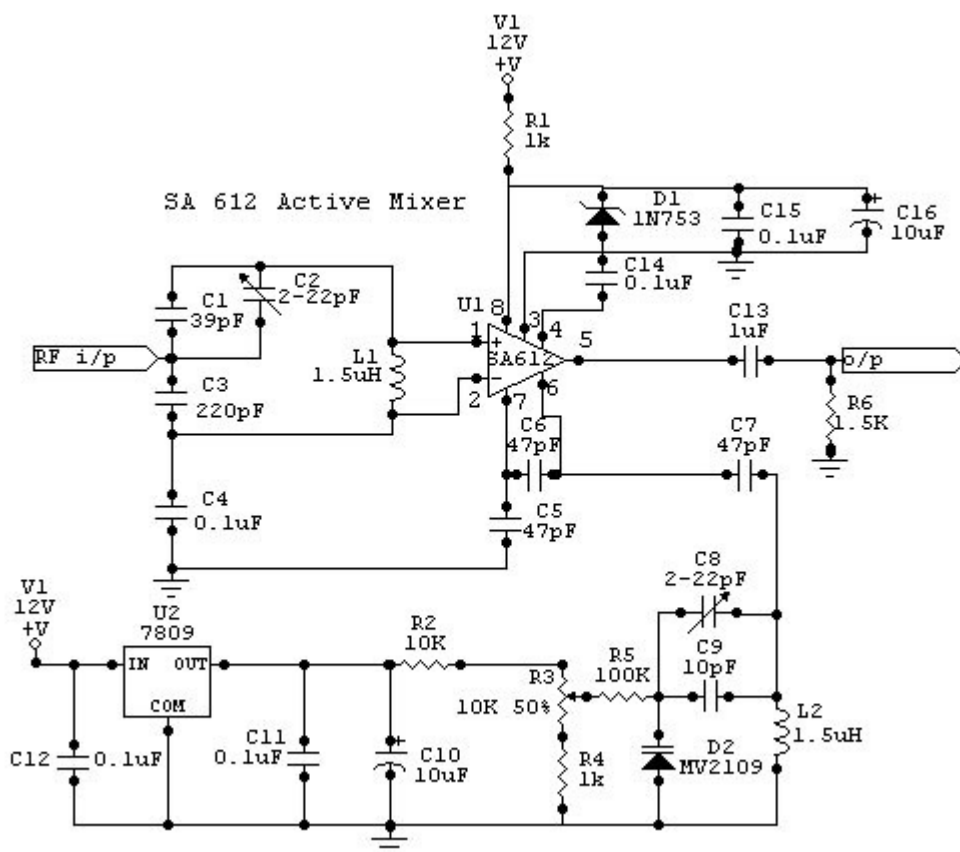 V1
12V
+V
R1
1k
SA 612 Active Mixer
D1
1N753
C15
0.1uF
C16
10uF
C14
0.1uF
C1
39pF
C2
2-22pF
U1
8
3
4
C13
1uF
1
+
5
SA612
RF i/p
L1
1.5uH
o/p
-
2
7
6
C3
220pF
R6
1.5K
C6
47pF
C7
47pF
C4
0.1uF
C5
47pF
C8
2-22pF
V1
12V
+V
U2
7809
IN
OUT
COM
R2
10K
R3
10K 50%
R5
100K
C9
10pF
L2
1.5uH
C12
0.1uF
C11
0.1uF
C10
10uF
R4
1k
D2
MV2109